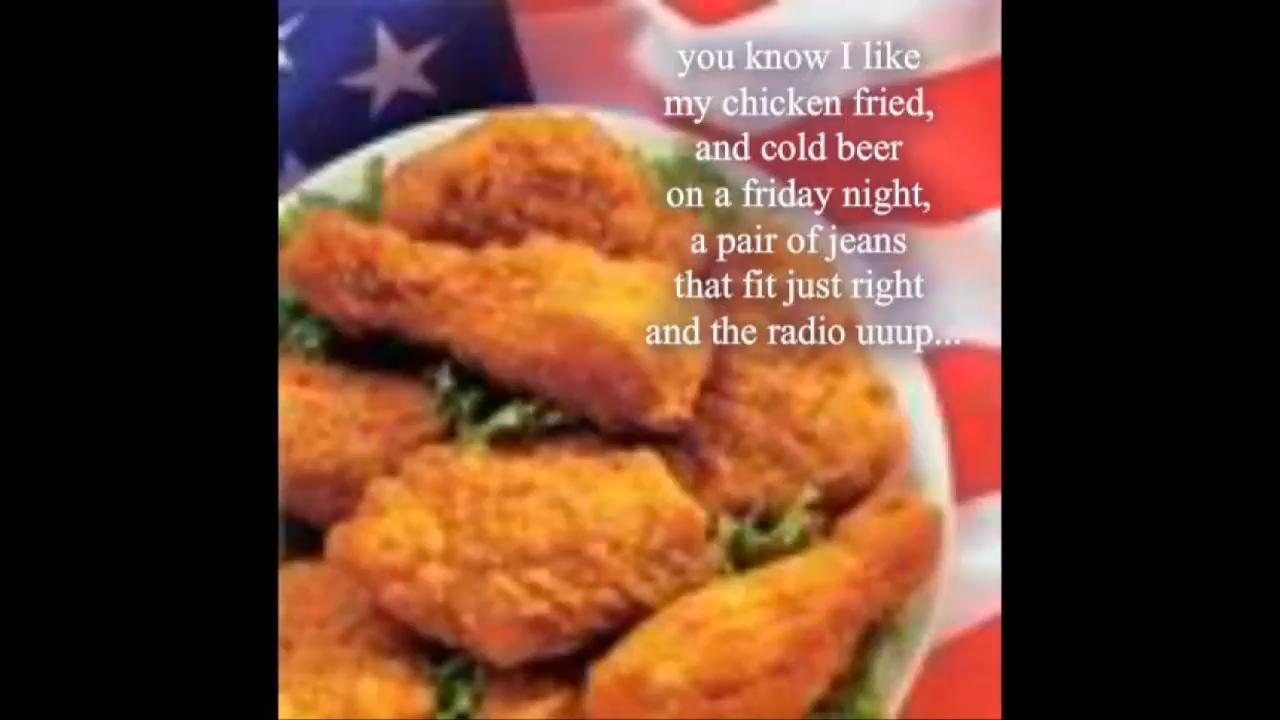 you know I like
my chicken fried,
and cold beer
on a friday night,
a pair of jeans
that fit just right
and the radio uuup...